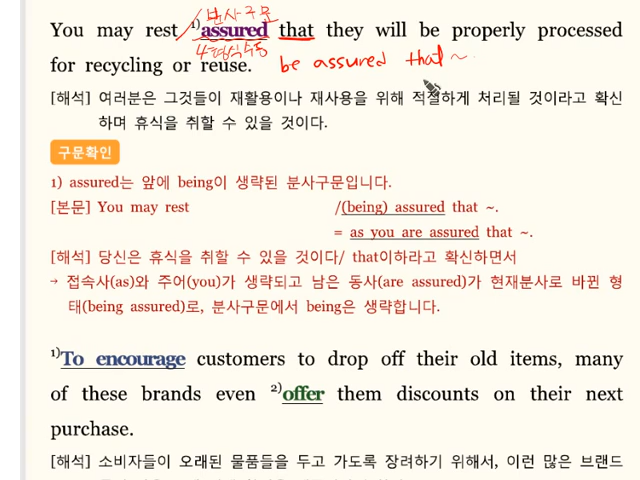 /분사구문
You may rest ¹⁾assured that they will be properly processed
4형식수동
for recycling or reuse. be assured that ~
[해석] 여러분은 그것들이 재활용이나 재사용을 위해 적절하게 처리될 것이라고 확신
하며 휴식을 취할 수 있을 것이다.
구문확인
1) assured는 앞에 being이 생략된 분사구문입니다.
[본문] You may rest /(being) assured that ~.
= as you are assured that ~.
[해석] 당신은 휴식을 취할 수 있을 것이다/ that이하라고 확신하면서
→ 접속사(as)와 주어(you)가 생략되고 남은 동사(are assured)가 현재분사로 바뀐 형
태(being assured)로, 분사구문에서 being은 생략합니다.
¹⁾To encourage customers to drop off their old items, many
of these brands even ²⁾offer them discounts on their next
purchase.
[해석] 소비자들이 오래된 물품들을 두고 가도록 장려하기 위해서, 이런 많은 브랜드